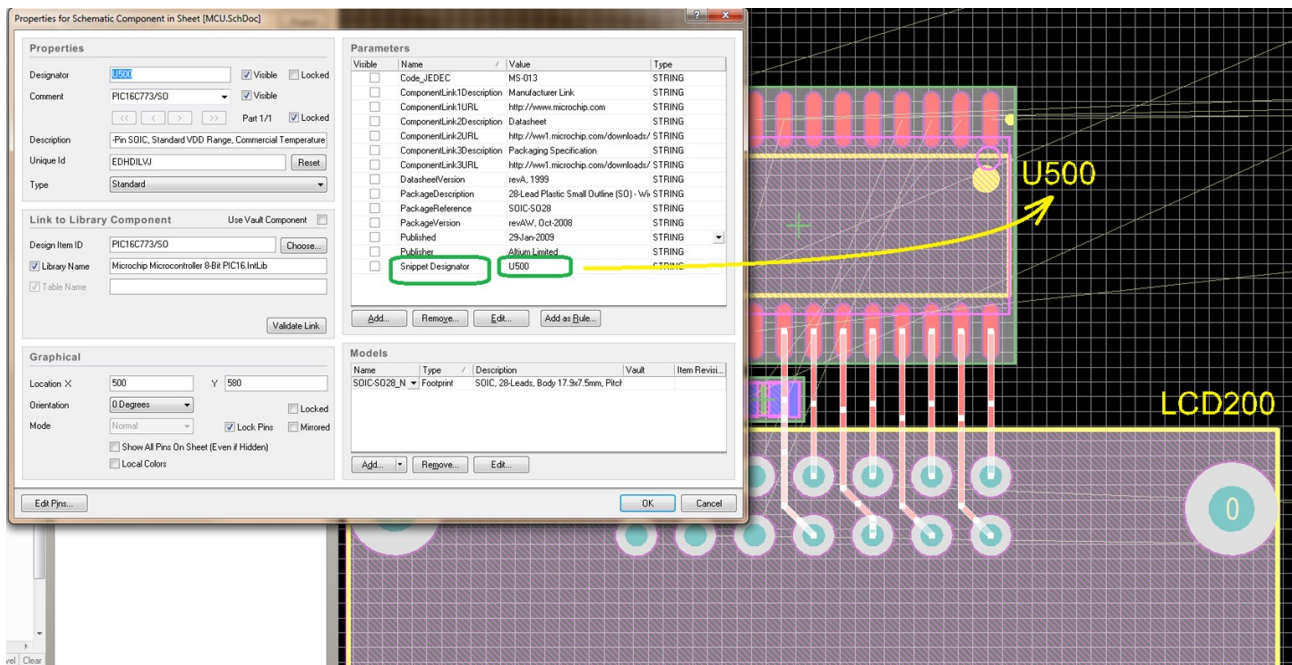 Properties for Schematic Component in Sheet [MCU.SchDoc]
Properties
Designator U500 Visible Locked
Comment PIC16C773/SO Visible
<< < > >> Part 1/1 Locked
Description -Pin SOIC, Standard VDD Range, Commercial Temperature
Unique Id EDHDILVJ Reset
Type Standard
Link to Library Component Use Vault Component
Design Item ID PIC16C773/SO Choose...
Library Name Microchip Microcontroller 8-Bit PIC16.IntLib
Table Name
Validate Link
Graphical
Location X 500 Y 580
Orientation 0 Degrees Locked
Mode Normal Lock Pins Mirrored
Show All Pins On Sheet (Even if Hidden)
Local Colors
Edit Pins...
Parameters
Visible Name / Value Type
Code_JEDEC MS-013 STRING
ComponentLink1Description Manufacturer Link STRING
ComponentLink1URL http://www.microchip.com STRING
ComponentLink2Description Datasheet STRING
ComponentLink2URL http://ww1.microchip.com/downloads/ STRING
ComponentLink3Description Packaging Specification STRING
ComponentLink3URL http://ww1.microchip.com/downloads/ STRING
DatasheetVersion revA, 1999 STRING
PackageDescription 28-Lead Plastic Small Outline (SO) - Wi STRING
PackageReference SOIC-SO28 STRING
PackageVersion revAW, Oct-2008 STRING
Published 29-Jan-2009 STRING
Publisher Altium Limited STRING
Snippet Designator U500 STRING
Add... Remove... Edit... Add as Rule...
Models
Name Type / Description Vault Item Revisi...
SOIC-SO28_N Footprint SOIC, 28-Leads, Body 17.9x7.5mm, Pitch
Add... Remove... Edit...
OK Cancel
U500
LCD200
0
vel Clear